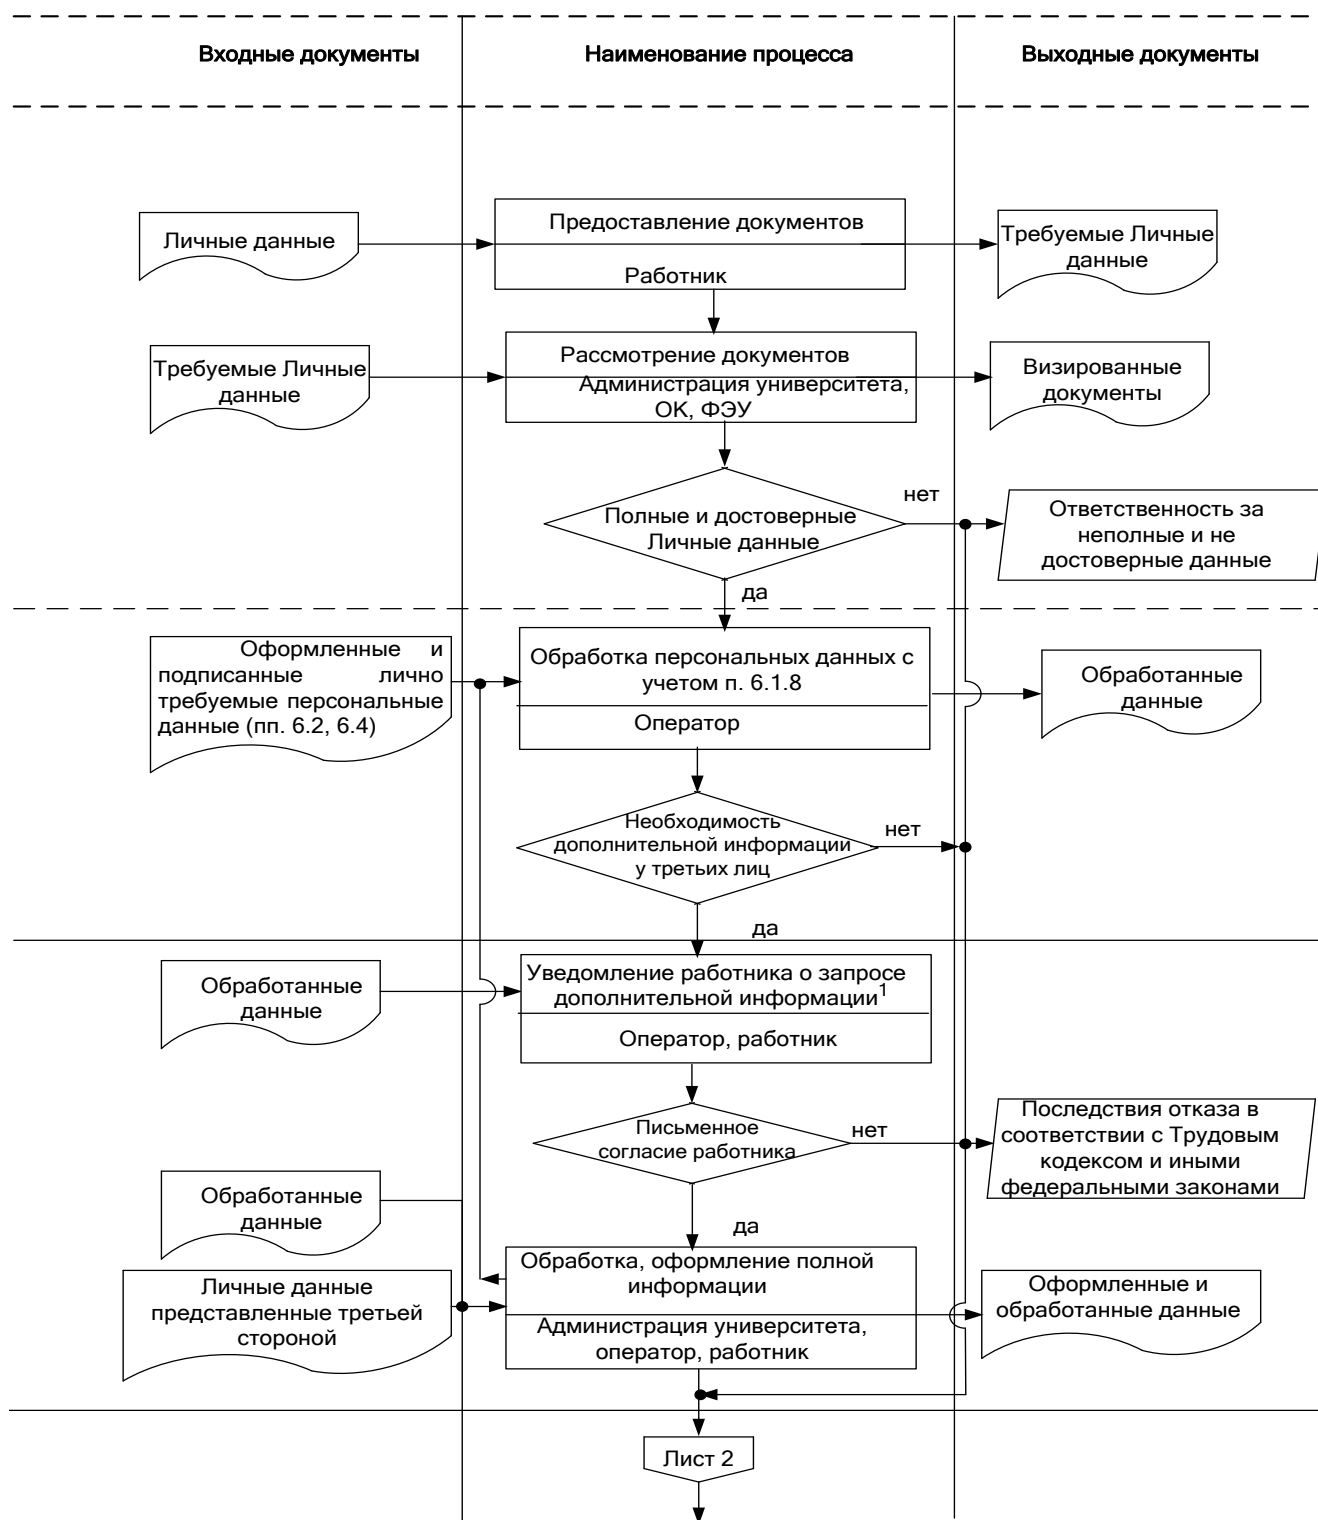 Входные документы
Наименование процесса
Выходные документы
Личные данные
Предоставление документов
Работник
Требуемые Личные
данные
Требуемые Личные
данные
Рассмотрение документов
Администрация университета,
ОК, ФЭУ
Визированные
документы
Полные и достоверные
Личные данные
нет
да
Ответственность за
неполные и не
достоверные данные
Оформленные и
подписанные лично
требуемые персональные
данные (пп. 6.2, 6.4)
Обработка персональных данных с
учетом п. 6.1.8
Оператор
Обработанные
данные
Необходимость
дополнительной информации
у третьих лиц
нет
да
Обработанные
данные
Уведомление работника о запросе
дополнительной информации1
Оператор, работник
Письменное
согласие работника
нет
да
Последствия отказа в
соответствии с Трудовым
кодексом и иными
федеральными законами
Обработанные
данные
Личные данные
представленные третьей
стороной
Обработка, оформление полной
информации
Администрация университета,
оператор, работник
Оформленные и
обработанные данные
Лист 2